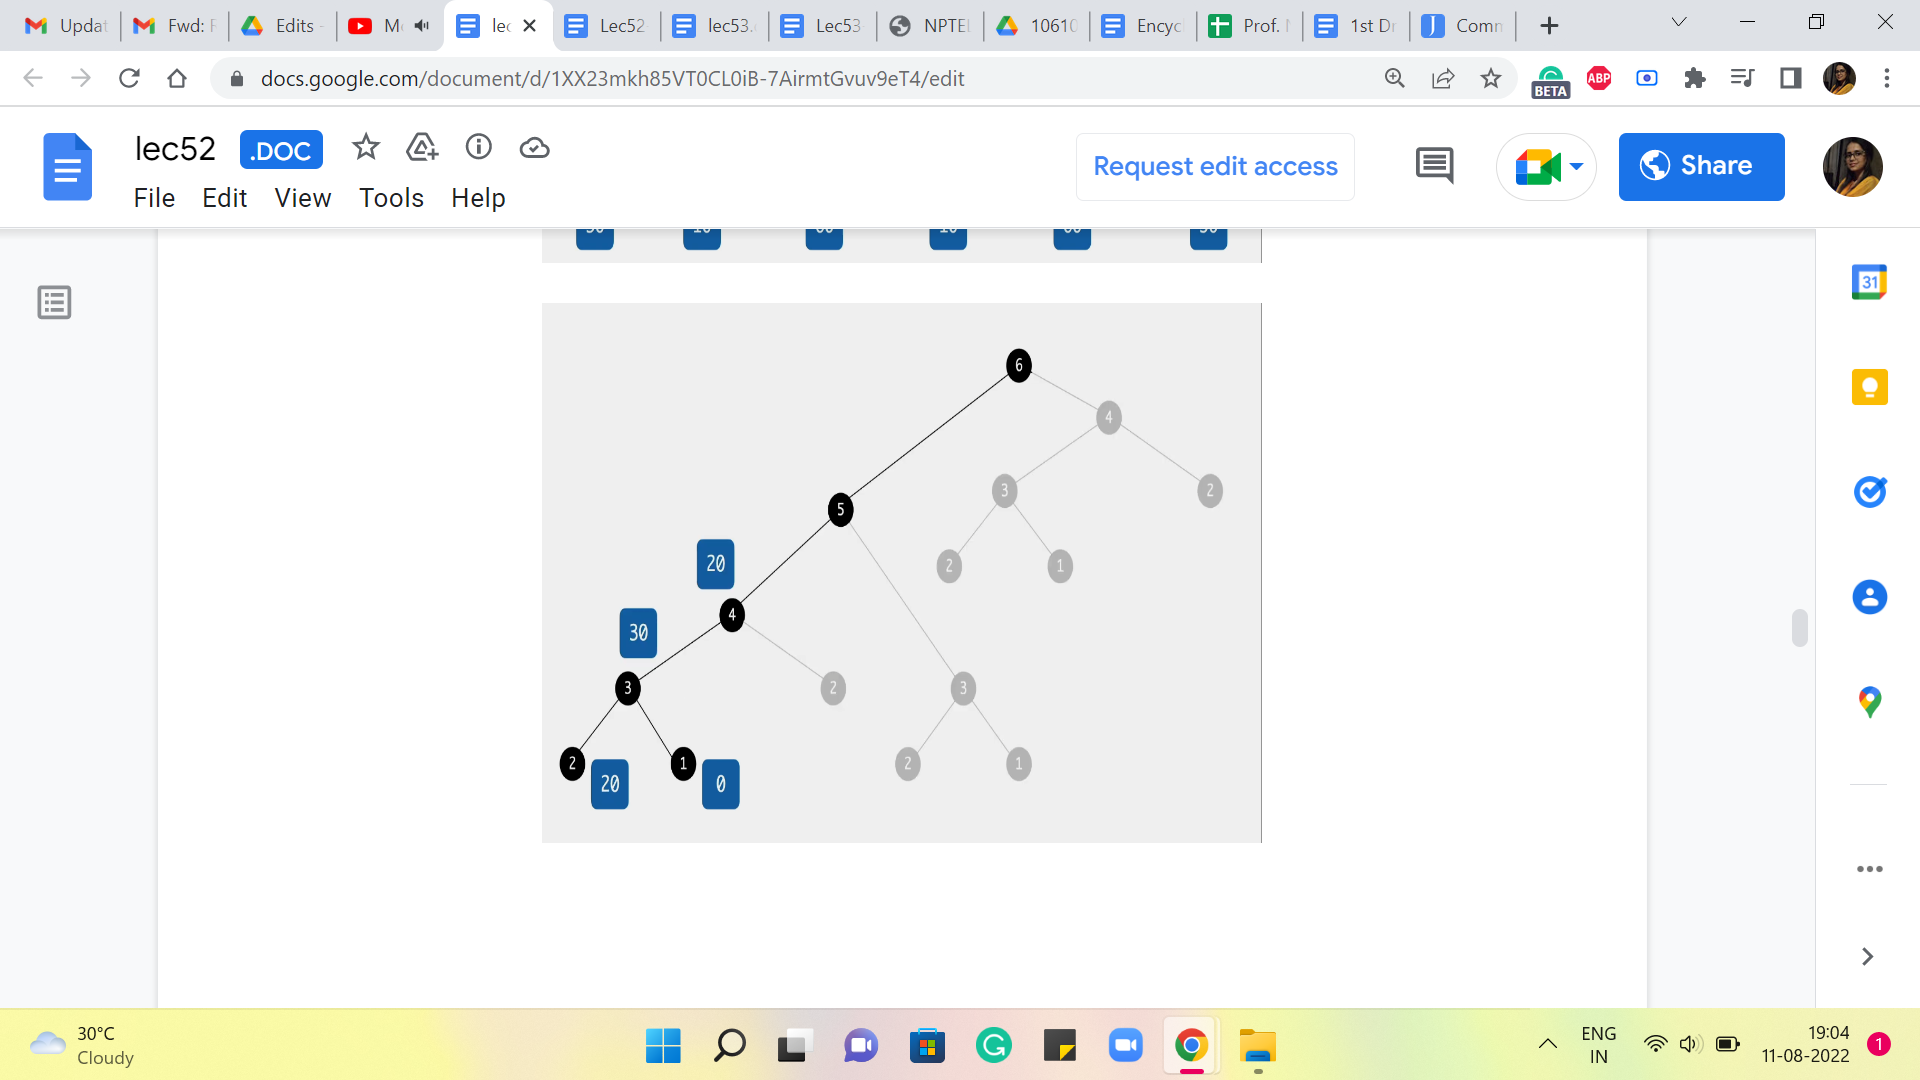 Updat Fwd: F Edits - Me lec Lec52 lec53. Lec53 NPTEL 10610 Encyc Prof. 1st Dr Comm
docs.google.com/document/d/1XX23mkh85VT0CL0iB-7AirmtGvuv9eT4/edit
BETA ABP
lec52 .DOC
File Edit View Tools Help
Request edit access
Share
31
6
4
3 2
5
20
2 1
4
30
3 2 3
2 1 2 1
20 0
30°C
Cloudy
ENG
IN
19:04
11-08-2022
1